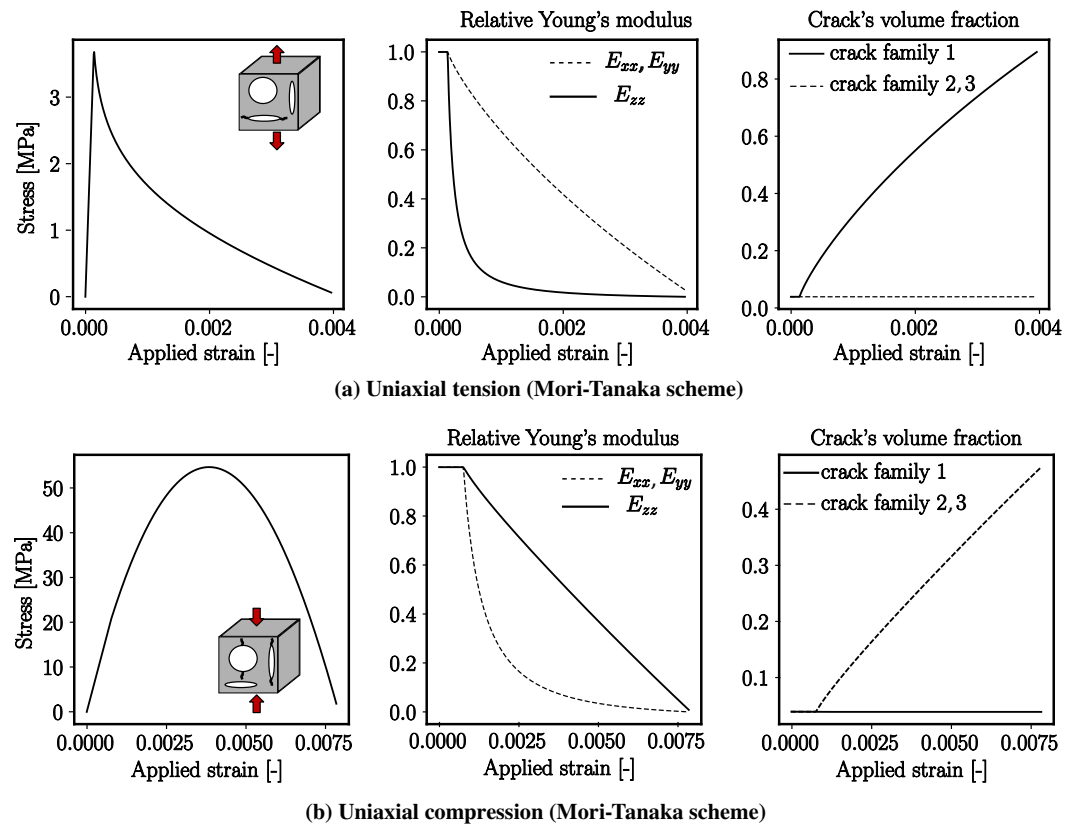 Relative Young's modulus
Crack's volume fraction
Stress [MPa]
3
2
1
0
0.000
0.002
0.004
Applied strain [-]
1.0
0.8
0.6
0.4
0.2
0.0
E_xx, E_yy
E_zz
0.000
0.002
0.004
Applied strain [-]
0.8
0.6
0.4
0.2
0.0
crack family 1
crack family 2, 3
0.000
0.002
0.004
Applied strain [-]
(a) Uniaxial tension (Mori-Tanaka scheme)
Relative Young's modulus
Crack's volume fraction
Stress [MPa]
50
40
30
20
10
0
0.0000
0.0025
0.0050
0.0075
Applied strain [-]
1.0
0.8
0.6
0.4
0.2
0.0
E_xx, E_yy
E_zz
0.0000
0.0025
0.0050
0.0075
Applied strain [-]
0.4
0.3
0.2
0.1
crack family 1
crack family 2, 3
0.0000
0.0025
0.0050
0.0075
Applied strain [-]
(b) Uniaxial compression (Mori-Tanaka scheme)